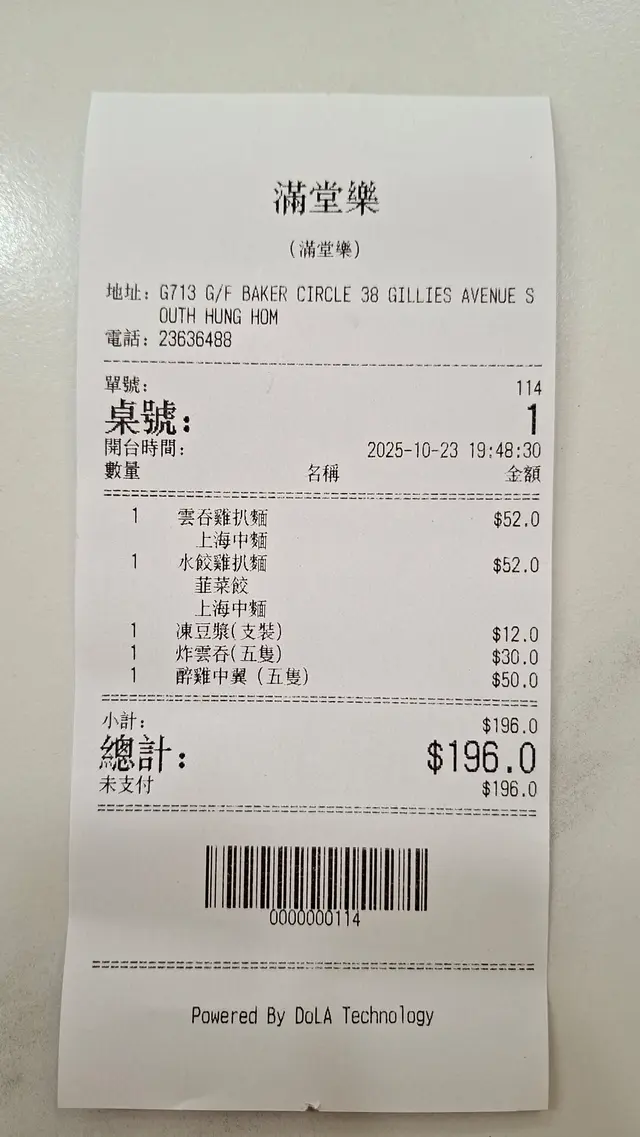 滿堂樂
(滿堂樂)
地址: G713 G/F BAKER CIRCLE 38 GILLIES AVENUE S
OUTH HUNG HOM
電話: 23636488
單號: 114
桌號: 1
開台時間: 2025-10-23 19:48:30
數量 名稱 金額
1 雲吞雞扒麵 $52.0
上海中麵
1 水餃雞扒麵 $52.0
韮菜餃
上海中麵
1 凍豆漿(支裝) $12.0
1 炸雲吞(五隻) $30.0
1 醉雞中翼 (五隻) $50.0
小計: $196.0
總計: $196.0
未支付 $196.0
0000000114
Powered By DoLA Technology